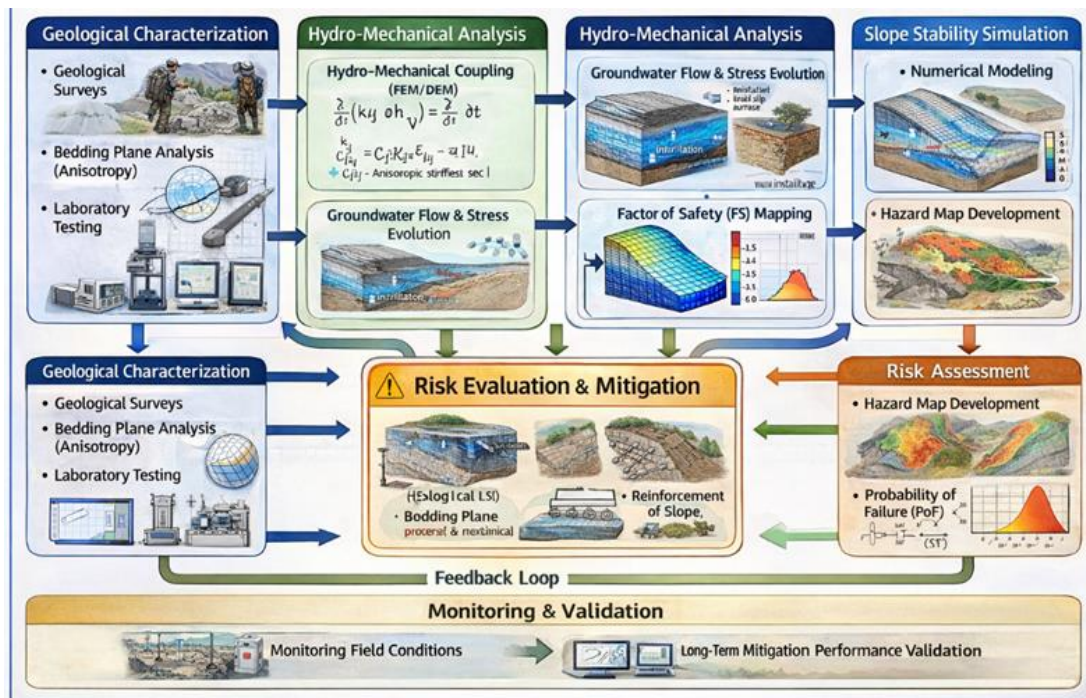 Geological Characterization
• Geological
Surveys
• Bedding Plane Analysis
(Anisotropy)
• Laboratory
Testing
Hydro-Mechanical Analysis
Hydro-Mechanical Coupling
(FEM/DEM)
Groundwater Flow & Stress
Evolution
Hydro-Mechanical Analysis
Groundwater Flow & Stress Evolution
Factor of Safety (FS) Mapping
Slope Stability Simulation
• Numerical Modeling
• Hazard Map Development
Geological Characterization
• Geological Surveys
• Bedding Plane Analysis
(Anisotropy)
• Laboratory Testing
Risk Evaluation & Mitigation
• Bodding Plane
• Reinforcement
of Slope,
Risk Assessment
• Hazard Map Development
• Probability of
Failure (PoF)
(ST)
Feedback Loop
Monitoring & Validation
Monitoring Field Conditions
Long-Term Mitigation Performance Validation